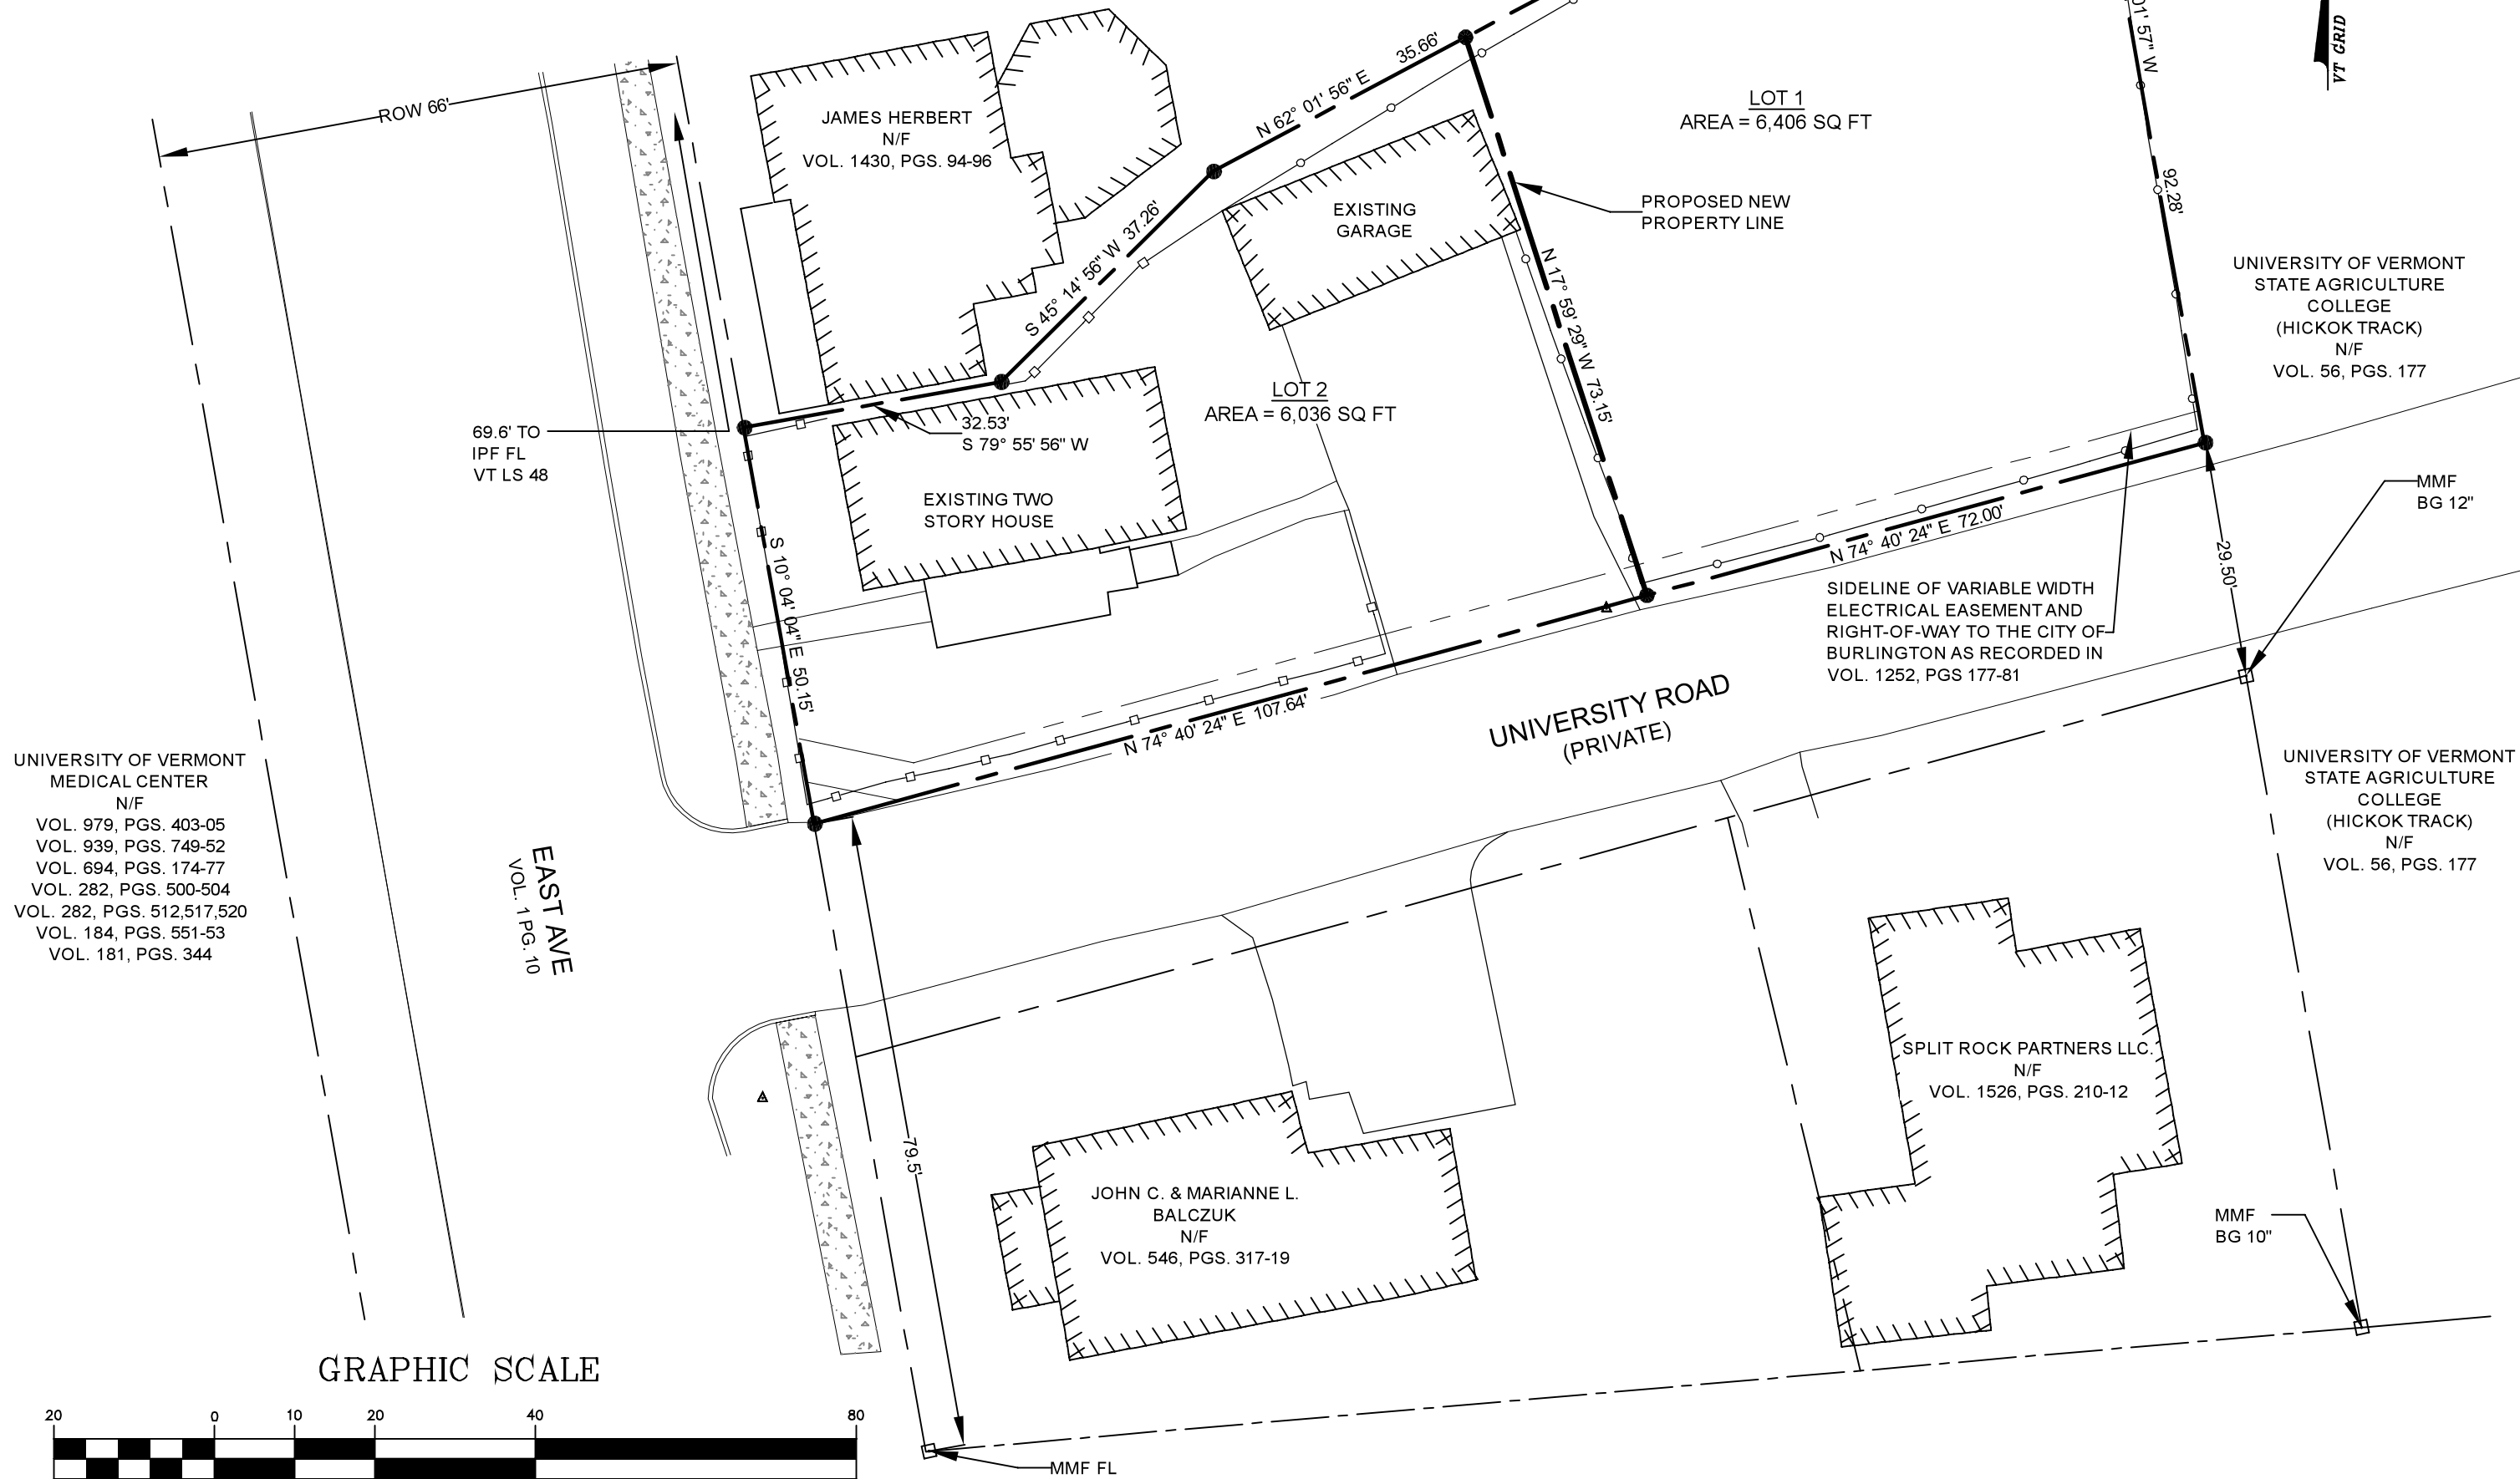 VT GRID
01' 57" W
92.28'
ROW 66'
JAMES HERBERT
N/F
VOL. 1430, PGS. 94-96
N 62° 01' 56" E
35.66'
LOT 1
AREA = 6,406 SQ FT
EXISTING
GARAGE
PROPOSED NEW
PROPERTY LINE
S 45° 14' 56" W 37.26'
N 17° 59' 29" W 73.15'
UNIVERSITY OF VERMONT
STATE AGRICULTURE
COLLEGE
(HICKOK TRACK)
N/F
VOL. 56, PGS. 177
LOT 2
AREA = 6,036 SQ FT
69.6' TO
IPF FL
VT LS 48
32.53'
S 79° 55' 56" W
EXISTING TWO
STORY HOUSE
S 10° 04' 04" E 50.15'
N 74° 40' 24" E 72.00'
MMF
BG 12"
29.50'
SIDELINE OF VARIABLE WIDTH
ELECTRICAL EASEMENT AND
RIGHT-OF-WAY TO THE CITY OF
BURLINGTON AS RECORDED IN
VOL. 1252, PGS 177-81
N 74° 40' 24" E 107.64'
UNIVERSITY ROAD
(PRIVATE)
UNIVERSITY OF VERMONT
MEDICAL CENTER
N/F
VOL. 979, PGS. 403-05
VOL. 939, PGS. 749-52
VOL. 694, PGS. 174-77
VOL. 282, PGS. 500-504
VOL. 282, PGS. 512,517,520
VOL. 184, PGS. 551-53
VOL. 181, PGS. 344
EAST AVE
VOL. 1 PG. 10
UNIVERSITY OF VERMONT
STATE AGRICULTURE
COLLEGE
(HICKOK TRACK)
N/F
VOL. 56, PGS. 177
79.5'
SPLIT ROCK PARTNERS LLC.
N/F
VOL. 1526, PGS. 210-12
JOHN C. & MARIANNE L.
BALCZUK
N/F
VOL. 546, PGS. 317-19
MMF
BG 10"
GRAPHIC SCALE
20 0 10 20 40 80
MMF FL